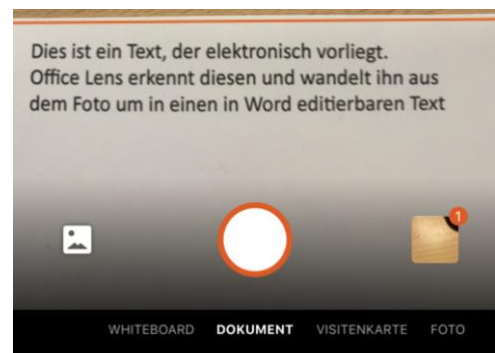 Dies ist ein Text, der elektronisch vorliegt.
Office Lens erkennt diesen und wandelt ihn aus
dem Foto um in einen in Word editierbaren Text
1
WHITEBOARD DOKUMENT VISITENKARTE FOTO